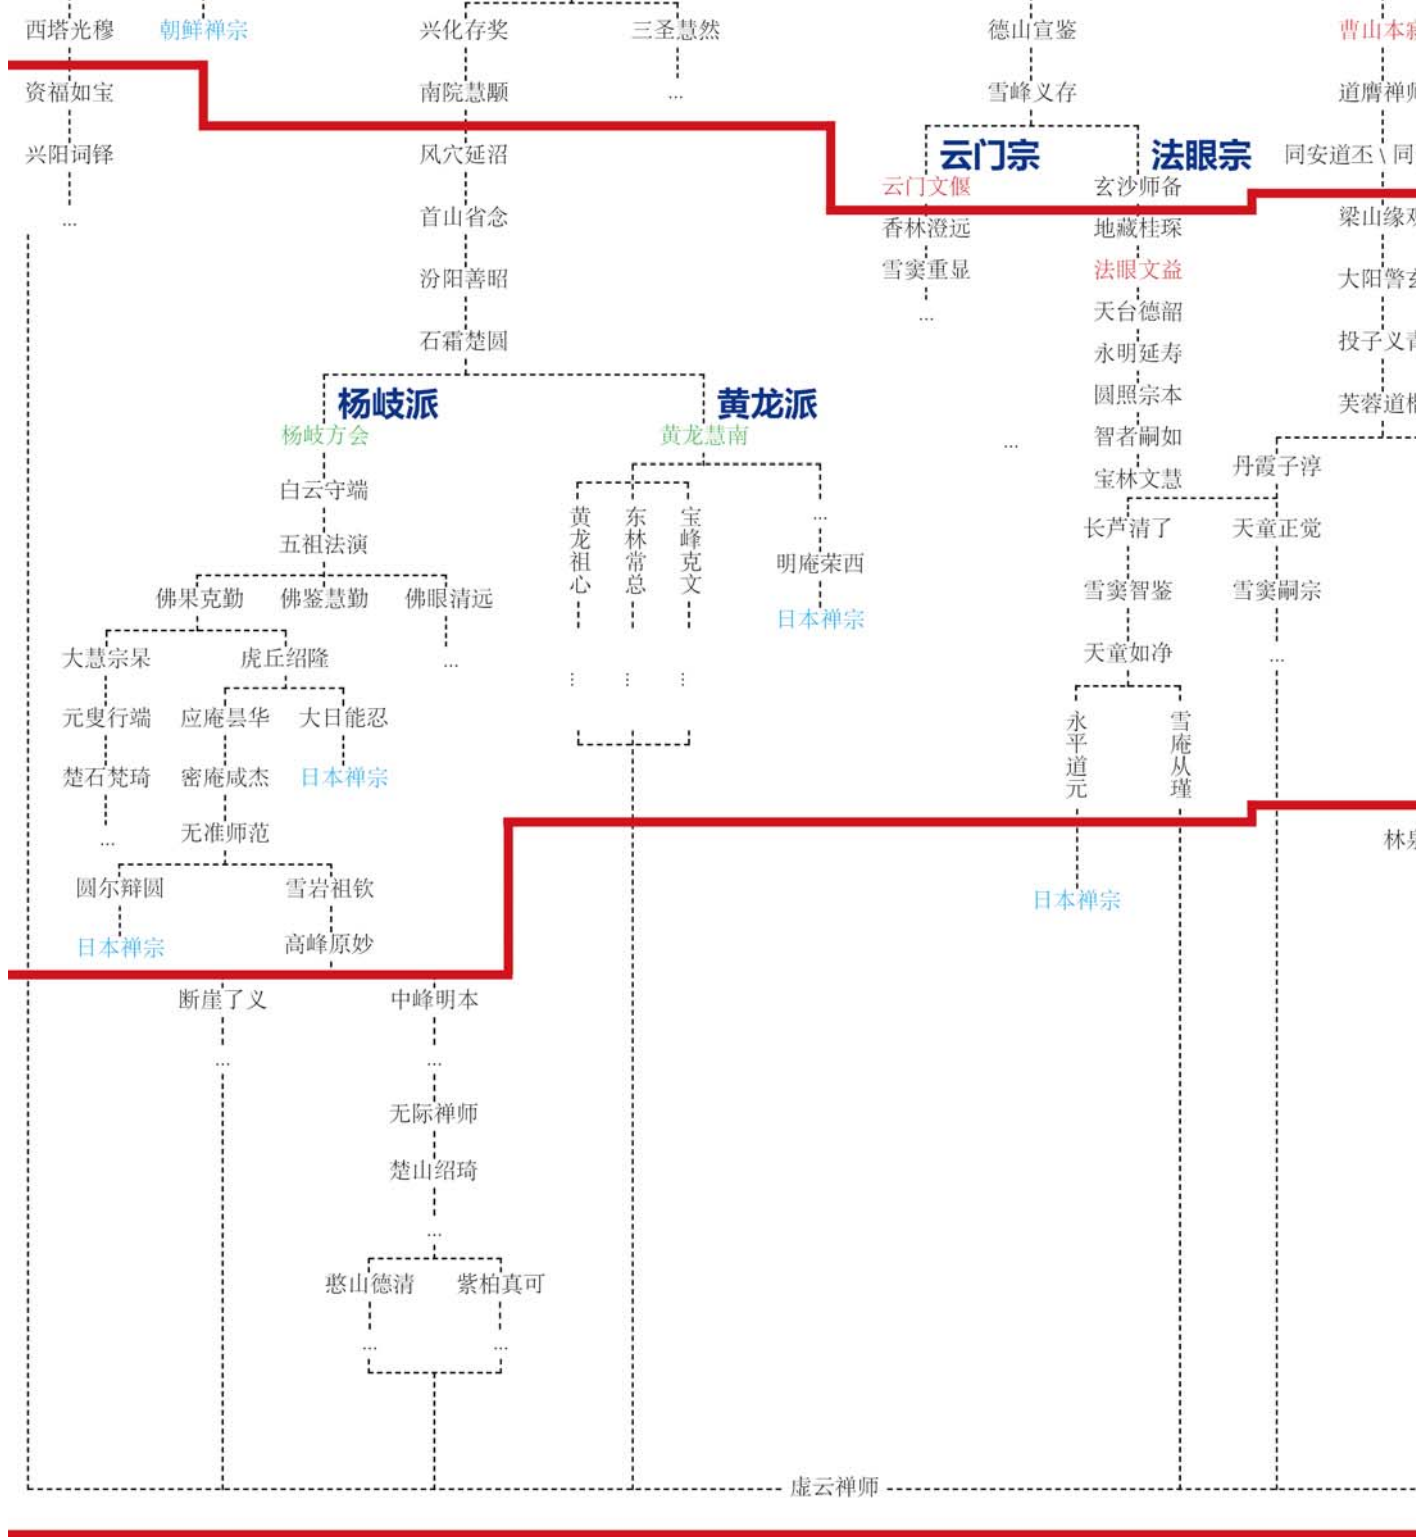 西塔光穆 朝鲜禅宗 兴化存奖 三圣慧然 德山宣鉴 曹山本
资福如宝 南院慧颙 ... 雪峰义存 道膺禅师
兴阳词铎 风穴延沼 云门宗 法眼宗 同安道丕 \ 同
云门文偃 玄沙师备
... 首山省念 香林澄远 地藏桂琛 梁山缘
汾阳善昭 雪窦重显 法眼文益 大阳警
... 天台德韶
石霜楚圆 永明延寿 投子义
杨岐派 黄龙派 圆照宗本 芙蓉道
杨岐方会 黄龙慧南 ... 智者嗣如
白云守端 宝林文慧 丹霞子淳
黄龙祖心
东林常总
宝峰克文
...
长芦清了 天童正觉
五祖法演 明庵荣西
佛果克勤 佛鉴慧勤 佛眼清远 日本禅宗 雪窦智鉴 雪窦嗣宗
大慧宗杲 虎丘绍隆 ... ... ... ... 天童如净 ...
元叟行端 应庵昙华 大日能忍
永平道元
雪庵从瑾
楚石梵琦 密庵咸杰 日本禅宗
... 无准师范 林
圆尔辩圆 雪岩祖钦 日本禅宗
日本禅宗 高峰原妙
断崖了义 中峰明本
... ...
无际禅师
楚山绍琦
...
憨山德清 紫柏真可
... ...
虚云禅师